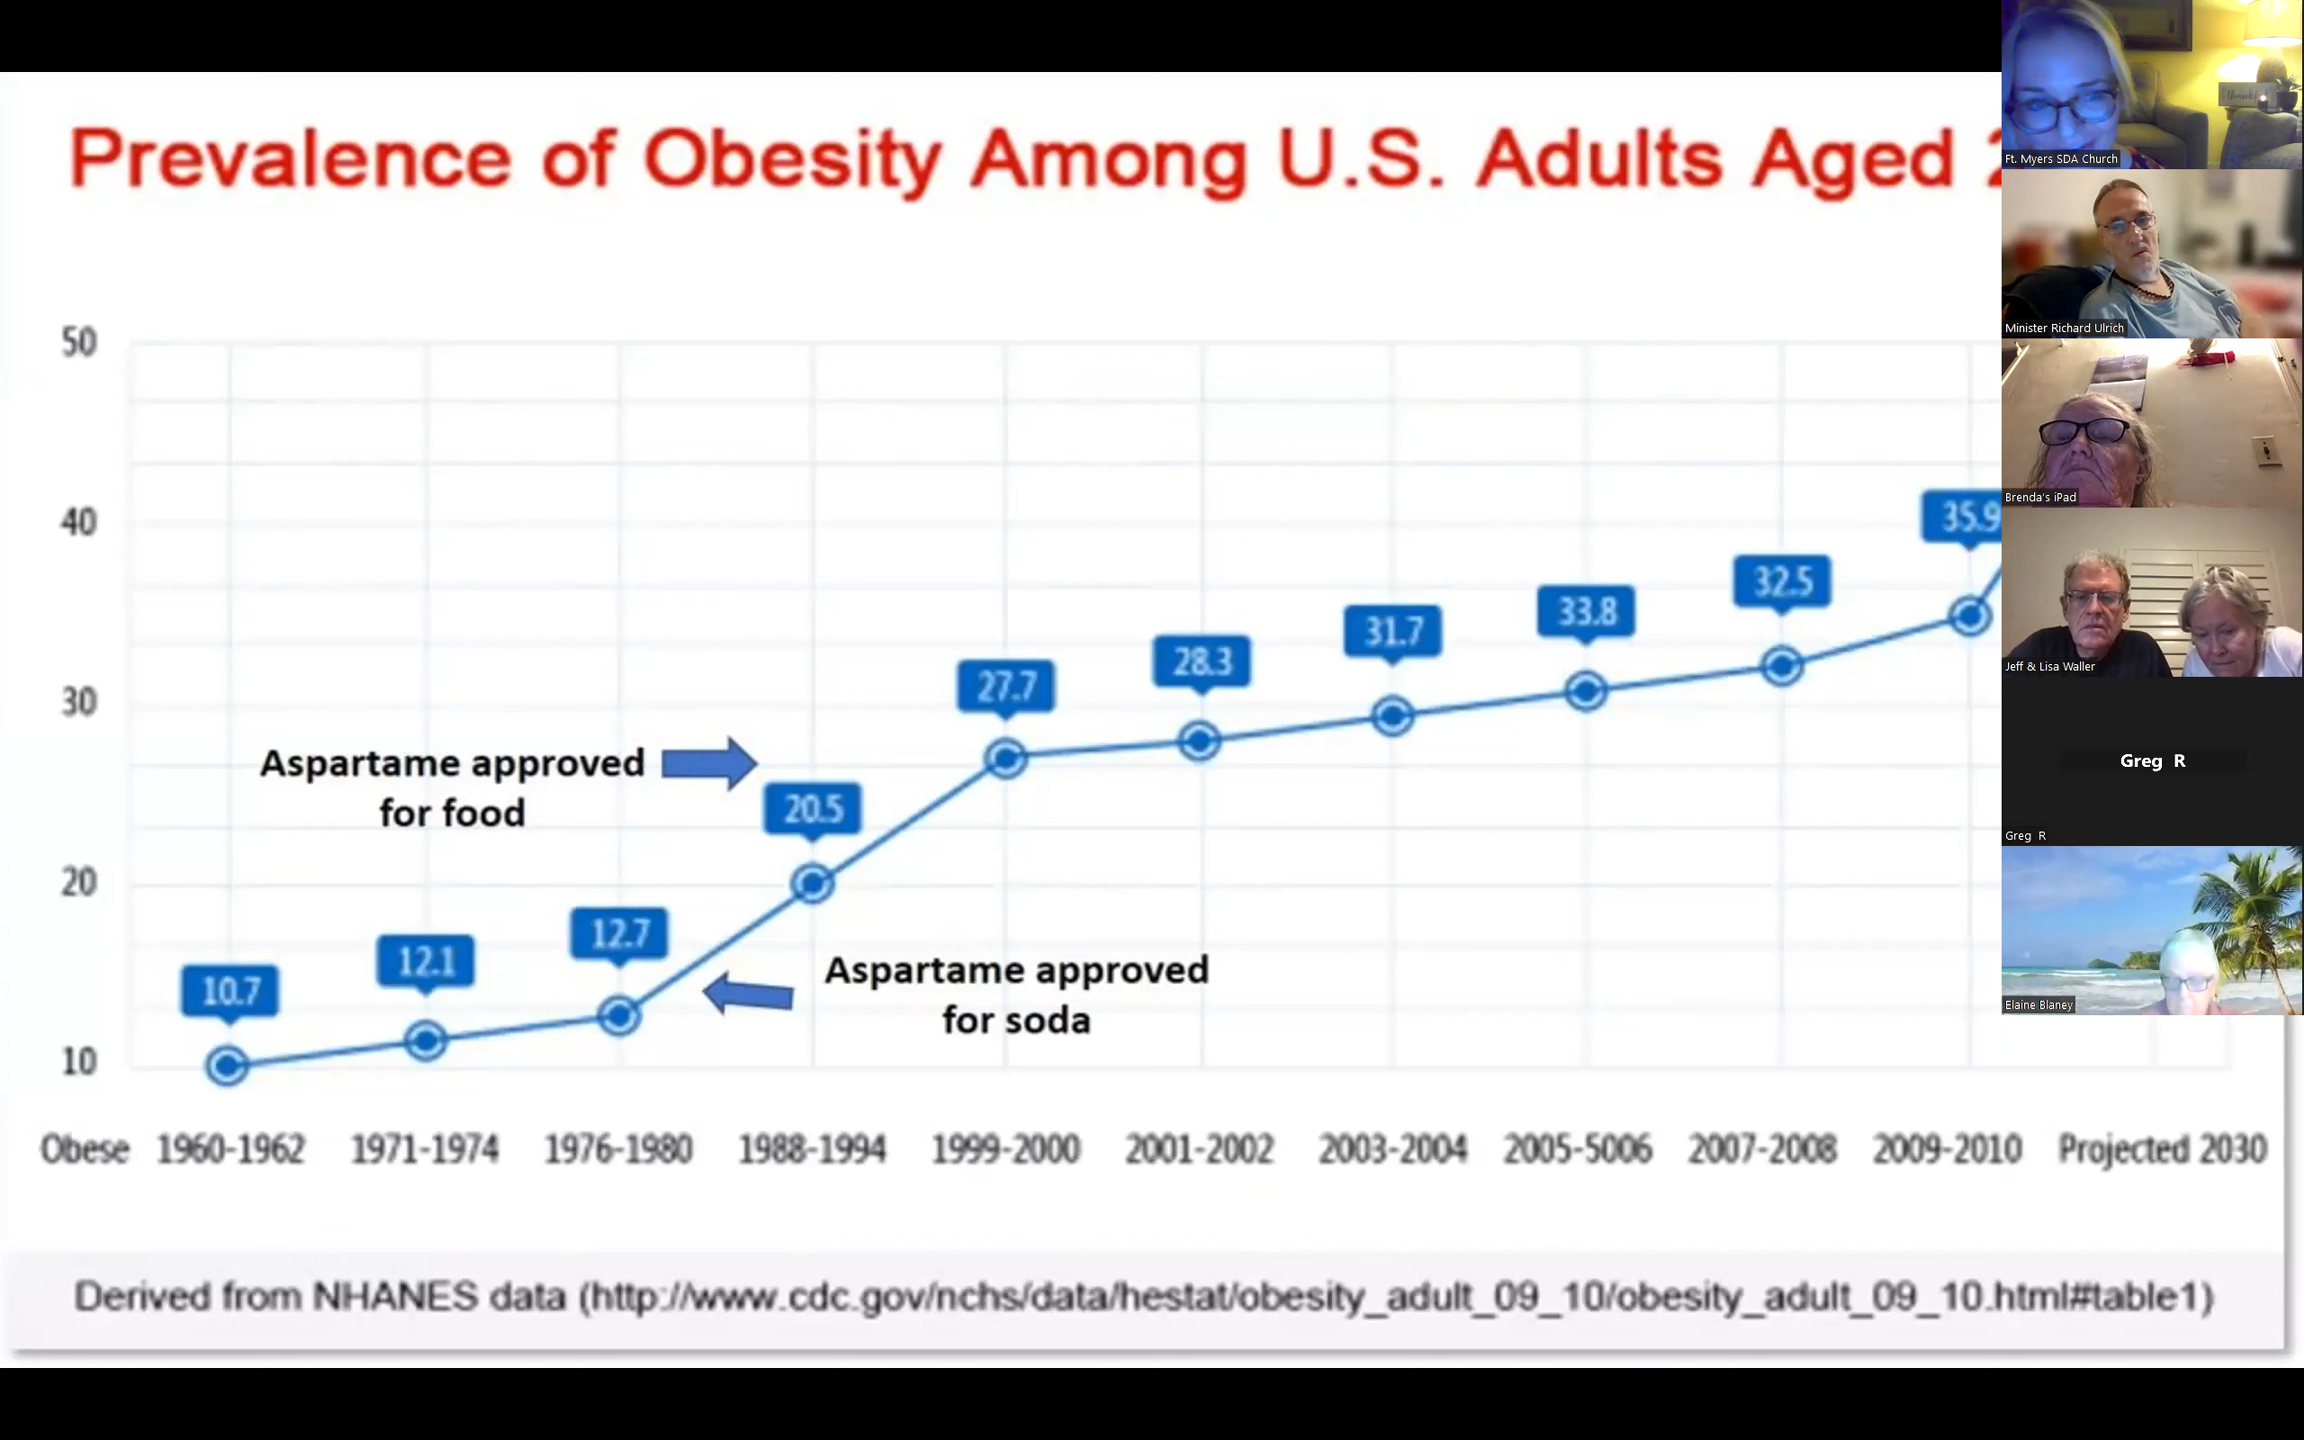 Prevalence of Obesity Among U.S. Adults Aged
50
40
30
20
10
35.9
32.5
33.8
31.7
28.3
27.7
20.5
12.7
12.1
10.7
Aspartame approved
for food
Aspartame approved
for soda
Obese 1960-1962 1971-1974 1976-1980 1988-1994 1999-2000 2001-2002 2003-2004 2005-5006 2007-2008 2009-2010 Projected 2030
Derived from NHANES data (http://www.cdc.gov/nchs/data/hestat/obesity_adult_09_10/obesity_adult_09_10.html#table1)
Ft. Myers SDA Church
Minister Richard Ulrich
Brenda's iPad
Jeff & Lisa Waller
Greg R
Greg R
Elaine Blaney